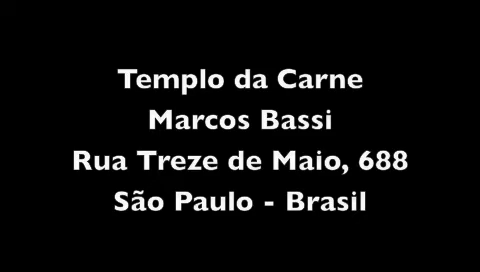 Templo da Carne
Marcos Bassi
Rua Treze de Maio, 688
São Paulo - Brasil